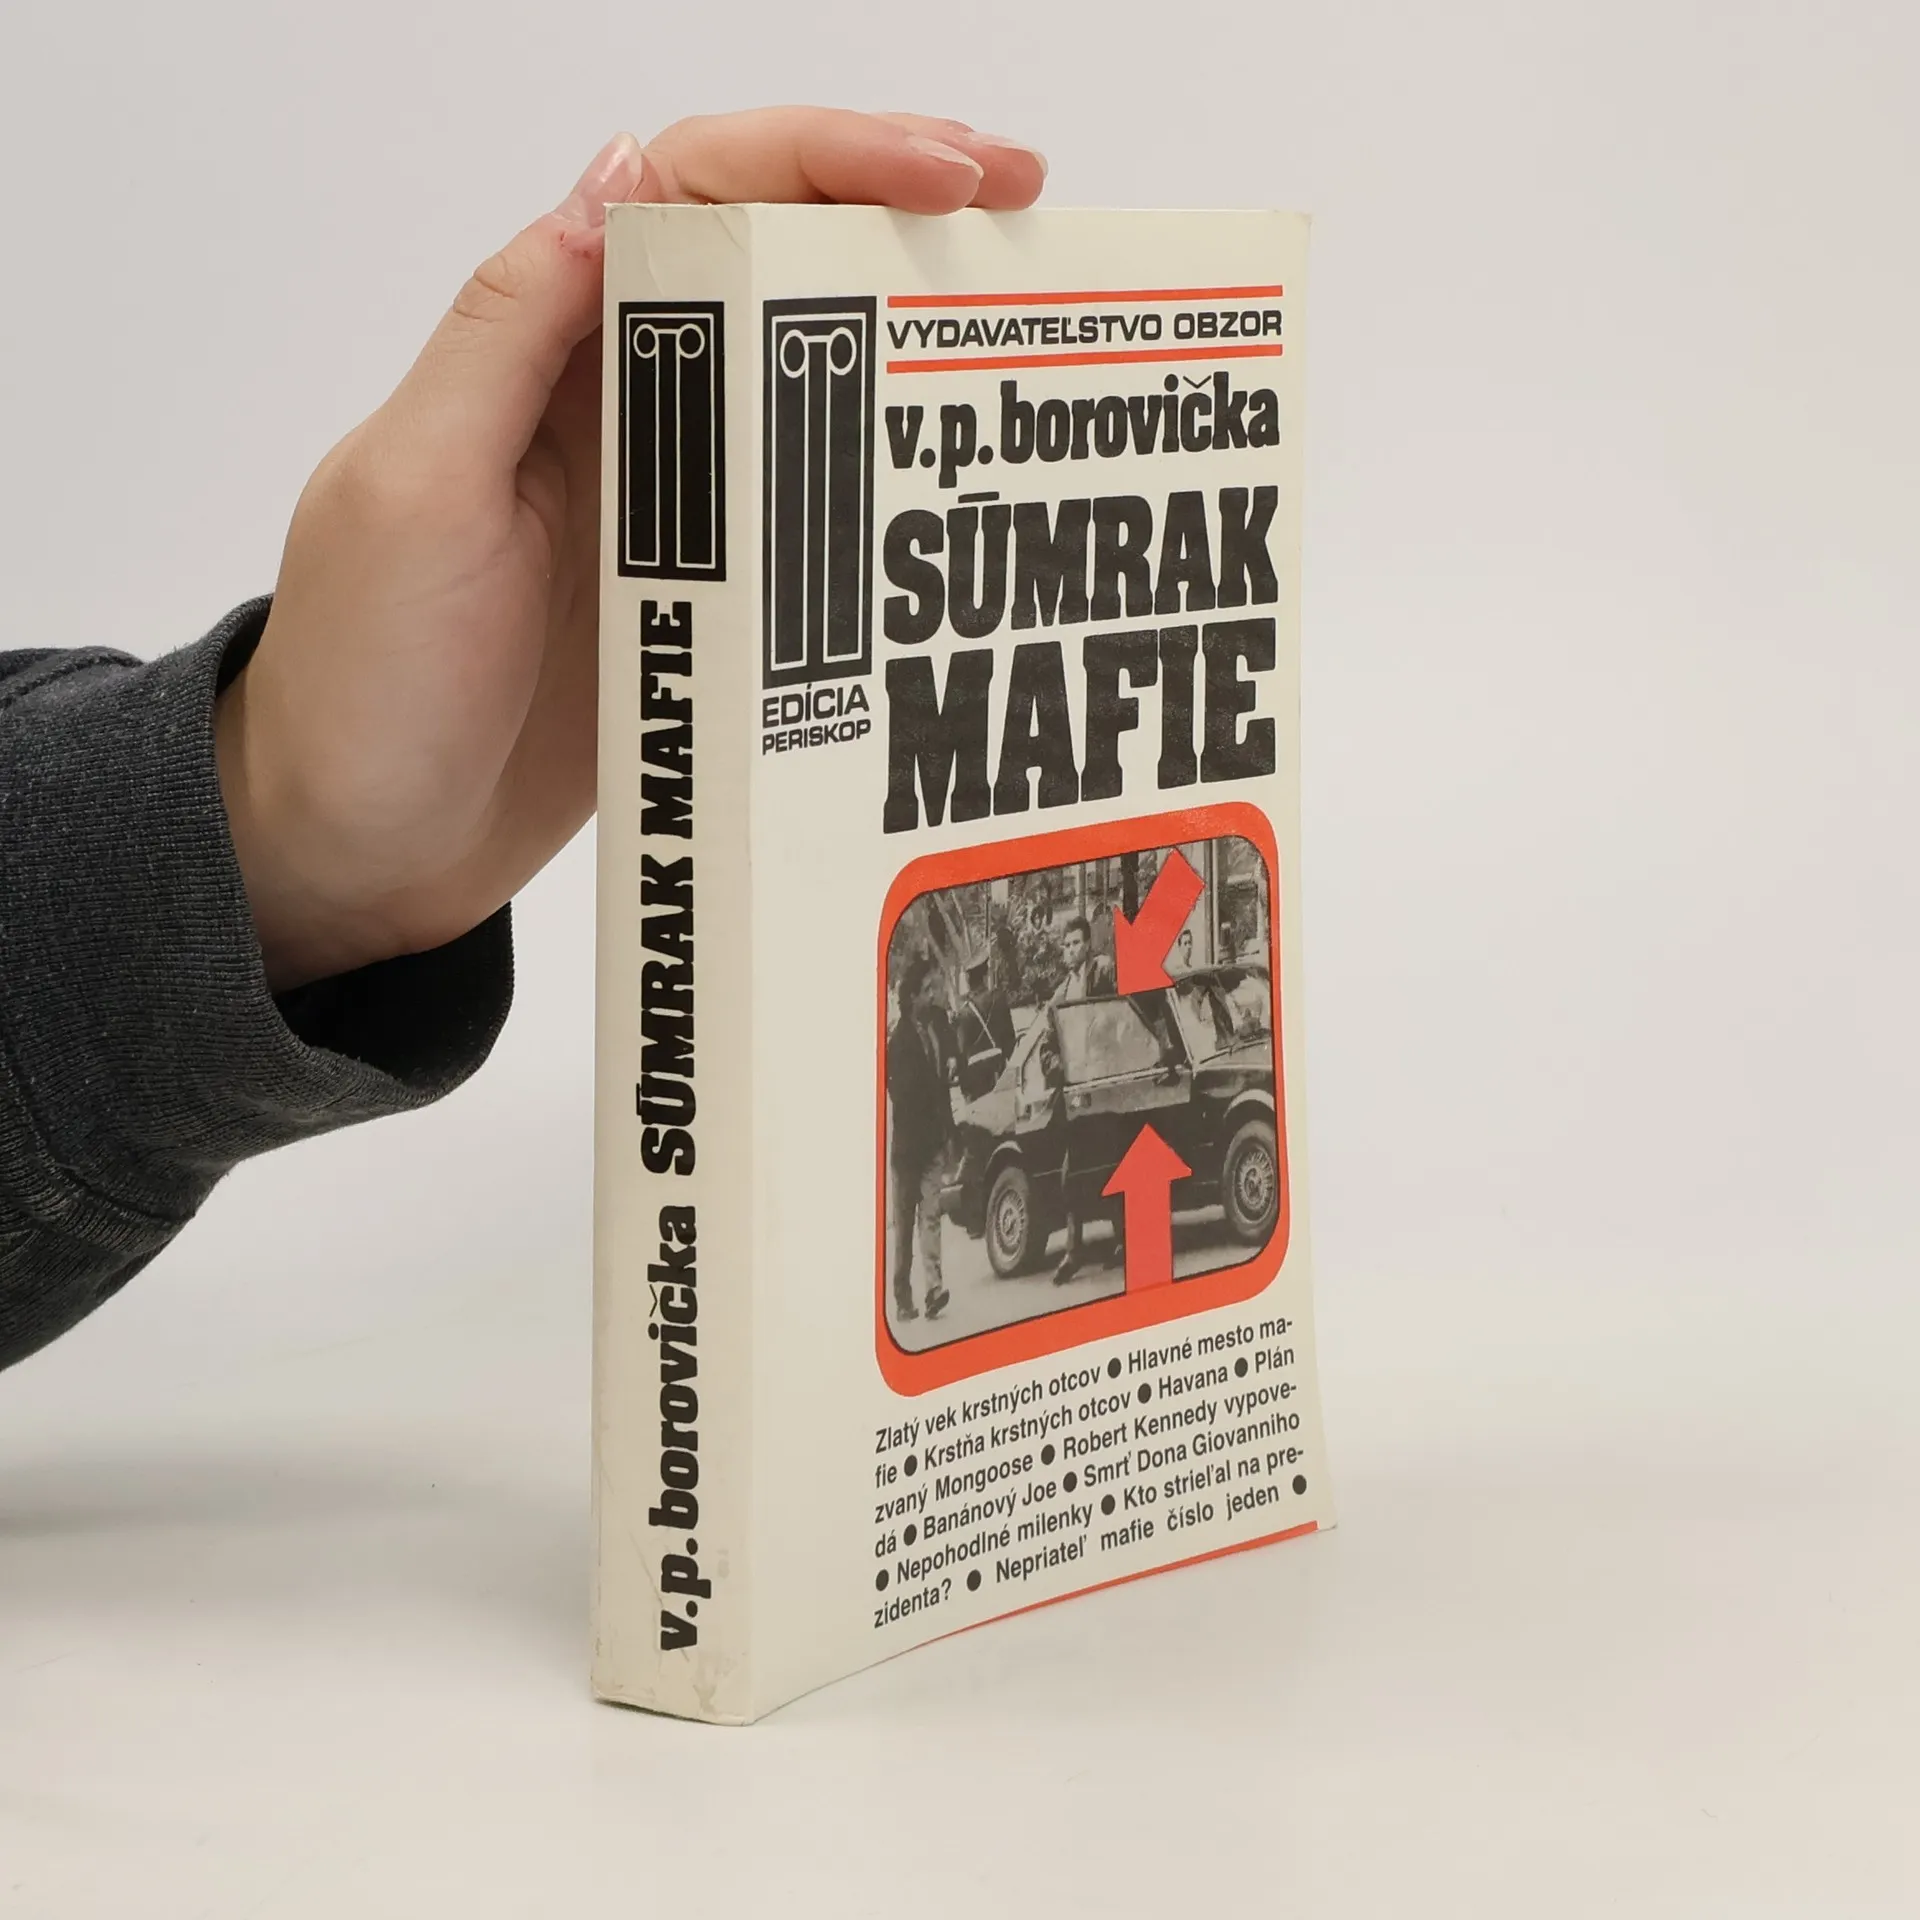 v.p.borovička SÚMRAK MAFIE
VYDAVATEĽSTVO OBZOR
v.p.borovička
SÚMRAK
MAFIE
EDÍCIA
PERISKOP
Zlatý vek krstných otcov ● Hlavné mesto ma-
fie ● Krstňa krstných otcov ● Havana ● Plán
zvaný Mongoose ● Robert Kennedy vypove-
dá ● Banánový Joe ● Smrť Dona Giovanniho
● Nepohodlné milenky ● Kto strieľal na pre-
zidenta? ● Nepriateľ mafie číslo jeden ●